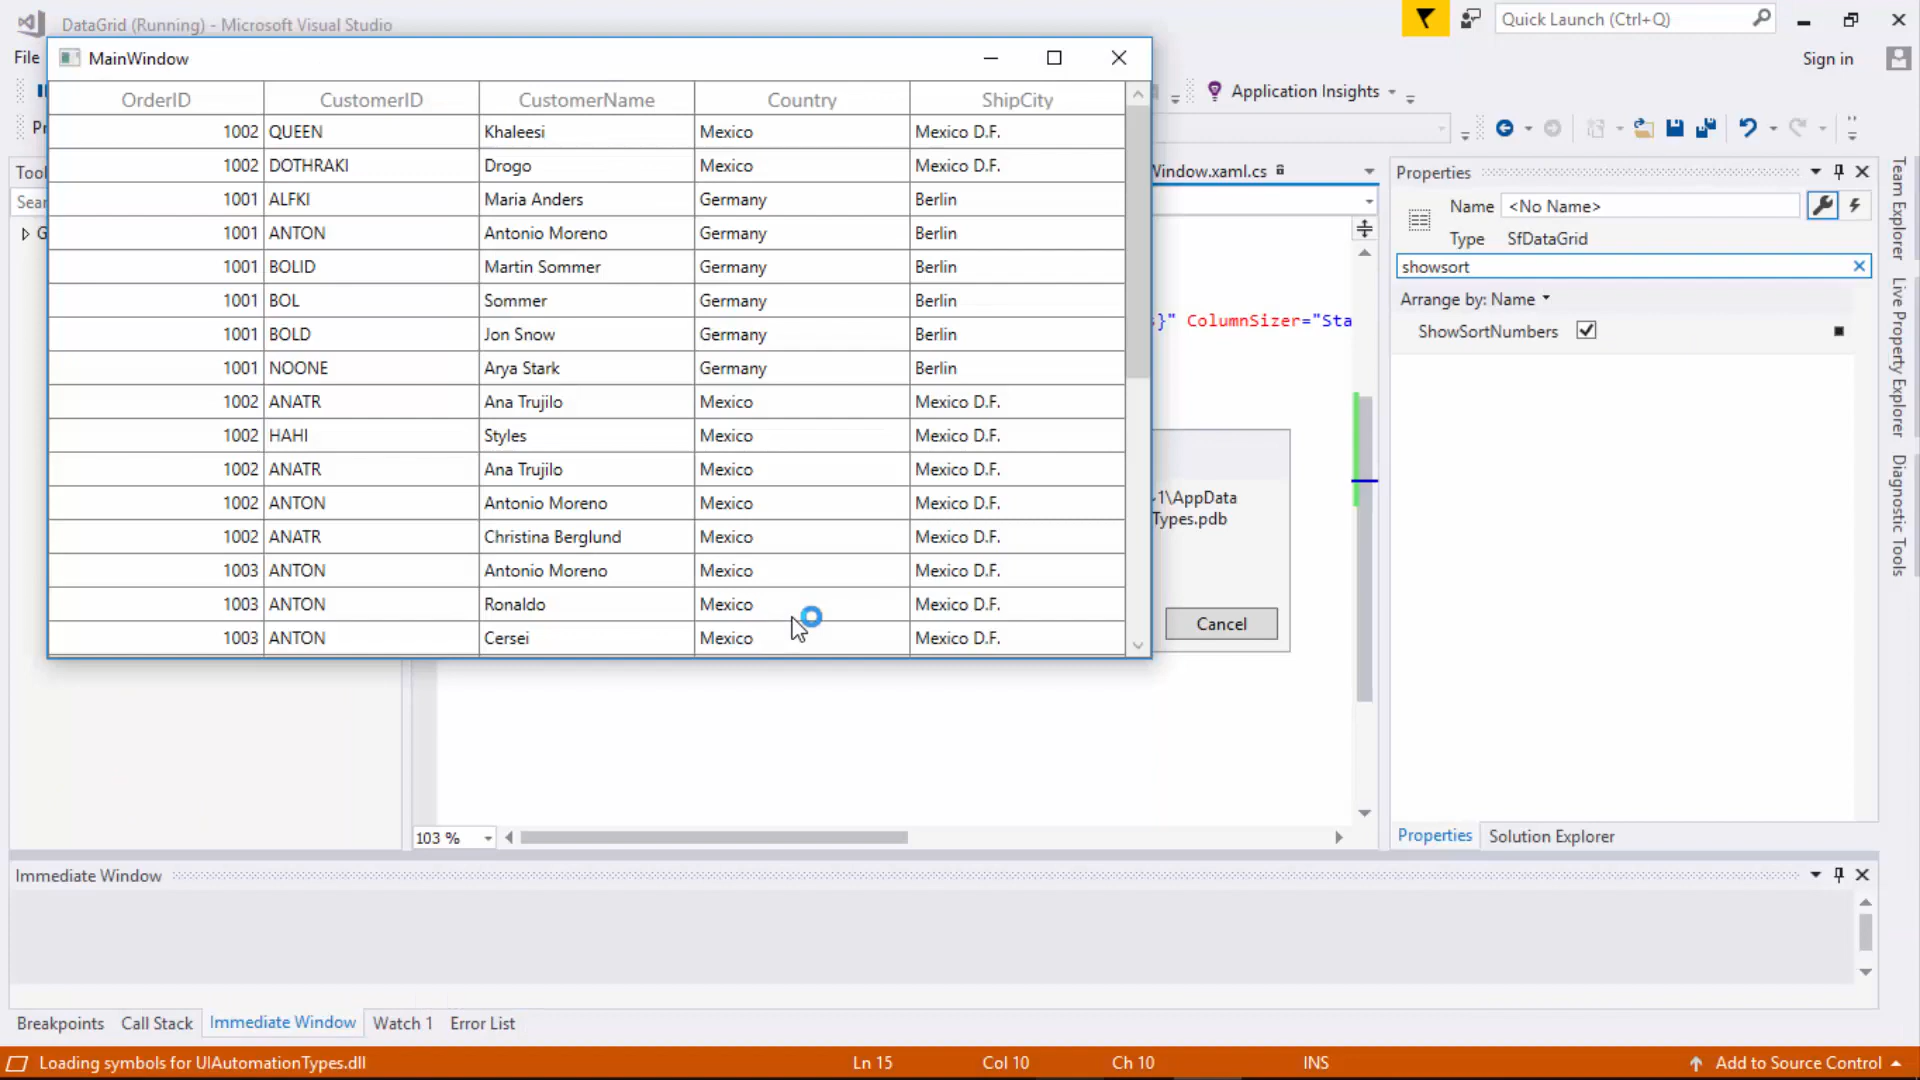 DataGrid (Running) - Microsoft Visual Studio
Quick Launch (Ctrl+Q)
File
MainWindow
Sign in
Application Insights
OrderID CustomerID CustomerName Country ShipCity
1002 QUEEN Khaleesi Mexico Mexico D.F.
1002 DOTHRAKI Drogo Mexico Mexico D.F.
1001 ALFKI Maria Anders Germany Berlin
1001 ANTON Antonio Moreno Germany Berlin
1001 BOLID Martin Sommer Germany Berlin
1001 BOL Sommer Germany Berlin
1001 BOLD Jon Snow Germany Berlin
1001 NOONE Arya Stark Germany Berlin
1002 ANATR Ana Trujilo Mexico Mexico D.F.
1002 HAHI Styles Mexico Mexico D.F.
1002 ANATR Ana Trujilo Mexico Mexico D.F.
1002 ANTON Antonio Moreno Mexico Mexico D.F.
1002 ANATR Christina Berglund Mexico Mexico D.F.
1003 ANTON Antonio Moreno Mexico Mexico D.F.
1003 ANTON Ronaldo Mexico Mexico D.F.
1003 ANTON Cersei Mexico Mexico D.F.
Pr
Tool
Sear
G
Window.xaml.cs
}" ColumnSizer="Sta
1\AppData
Types.pdb
Cancel
Properties
Name <No Name>
Type SfDataGrid
showsort
Arrange by: Name
ShowSortNumbers
Team Explorer
Live Property Explorer
Diagnostic Tools
103 %
Properties Solution Explorer
Immediate Window
Breakpoints Call Stack Immediate Window Watch 1 Error List
Loading symbols for UIAutomationTypes.dll Ln 15 Col 10 Ch 10 INS Add to Source Control